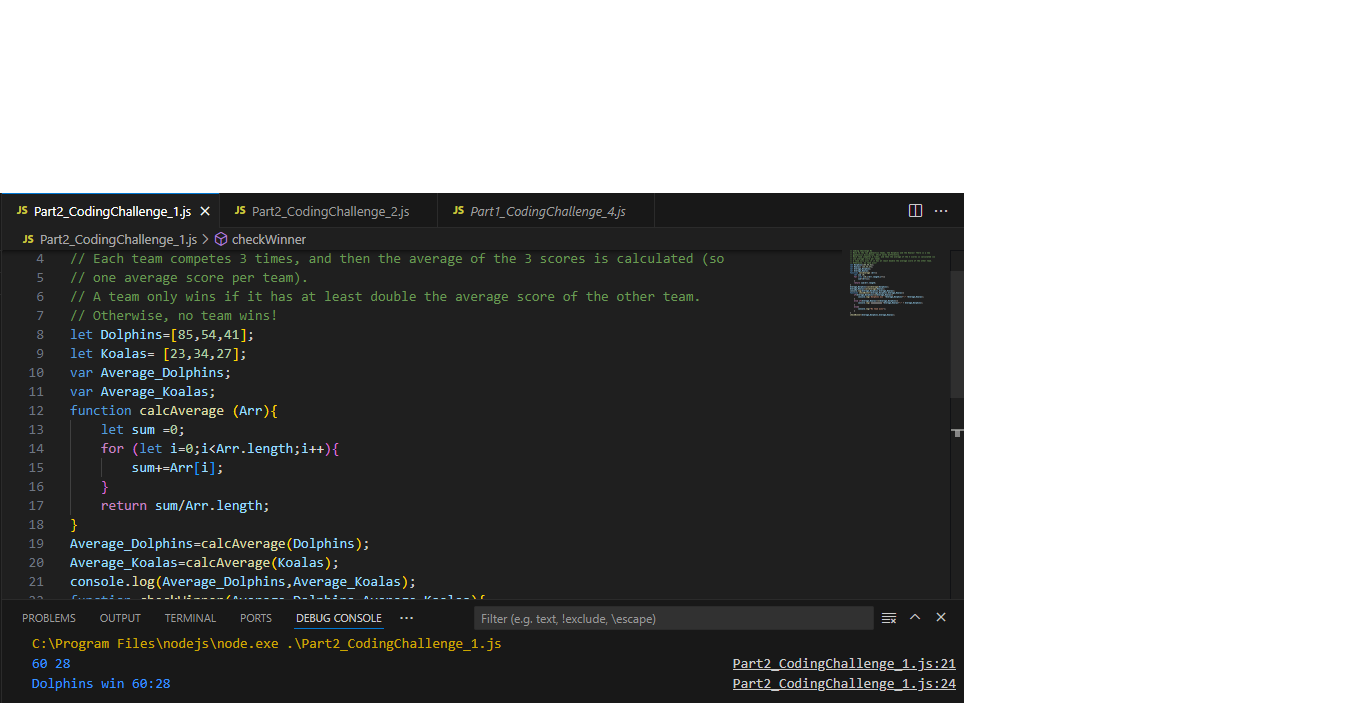 JS Part2_CodingChallenge_1.js JS Part2_CodingChallenge_2.js JS Part1_CodingChallenge_4.js
JS Part2_CodingChallenge_1.js > checkWinner
4 // Each team competes 3 times, and then the average of the 3 scores is calculated (so
5 // one average score per team).
6 // A team only wins if it has at least double the average score of the other team.
7 // Otherwise, no team wins!
8 let Dolphins=[85,54,41];
9 let Koalas= [23,34,27];
10 var Average_Dolphins;
11 var Average_Koalas;
12 function calcAverage (Arr){
13 let sum =0;
14 for (let i=0;i<Arr.length;i++){
15 sum+=Arr[i];
16 }
17 return sum/Arr.length;
18 }
19 Average_Dolphins=calcAverage(Dolphins);
20 Average_Koalas=calcAverage(Koalas);
21 console.log(Average_Dolphins,Average_Koalas);
22 function checkWinner(Average_Dolphins,Average_Koalas){
PROBLEMS OUTPUT TERMINAL PORTS DEBUG CONSOLE ··· Filter (e.g. text, !exclude, \escape)
C:\Program Files\nodejs\node.exe .\Part2_CodingChallenge_1.js
60 28 Part2_CodingChallenge_1.js:21
Dolphins win 60:28 Part2_CodingChallenge_1.js:24